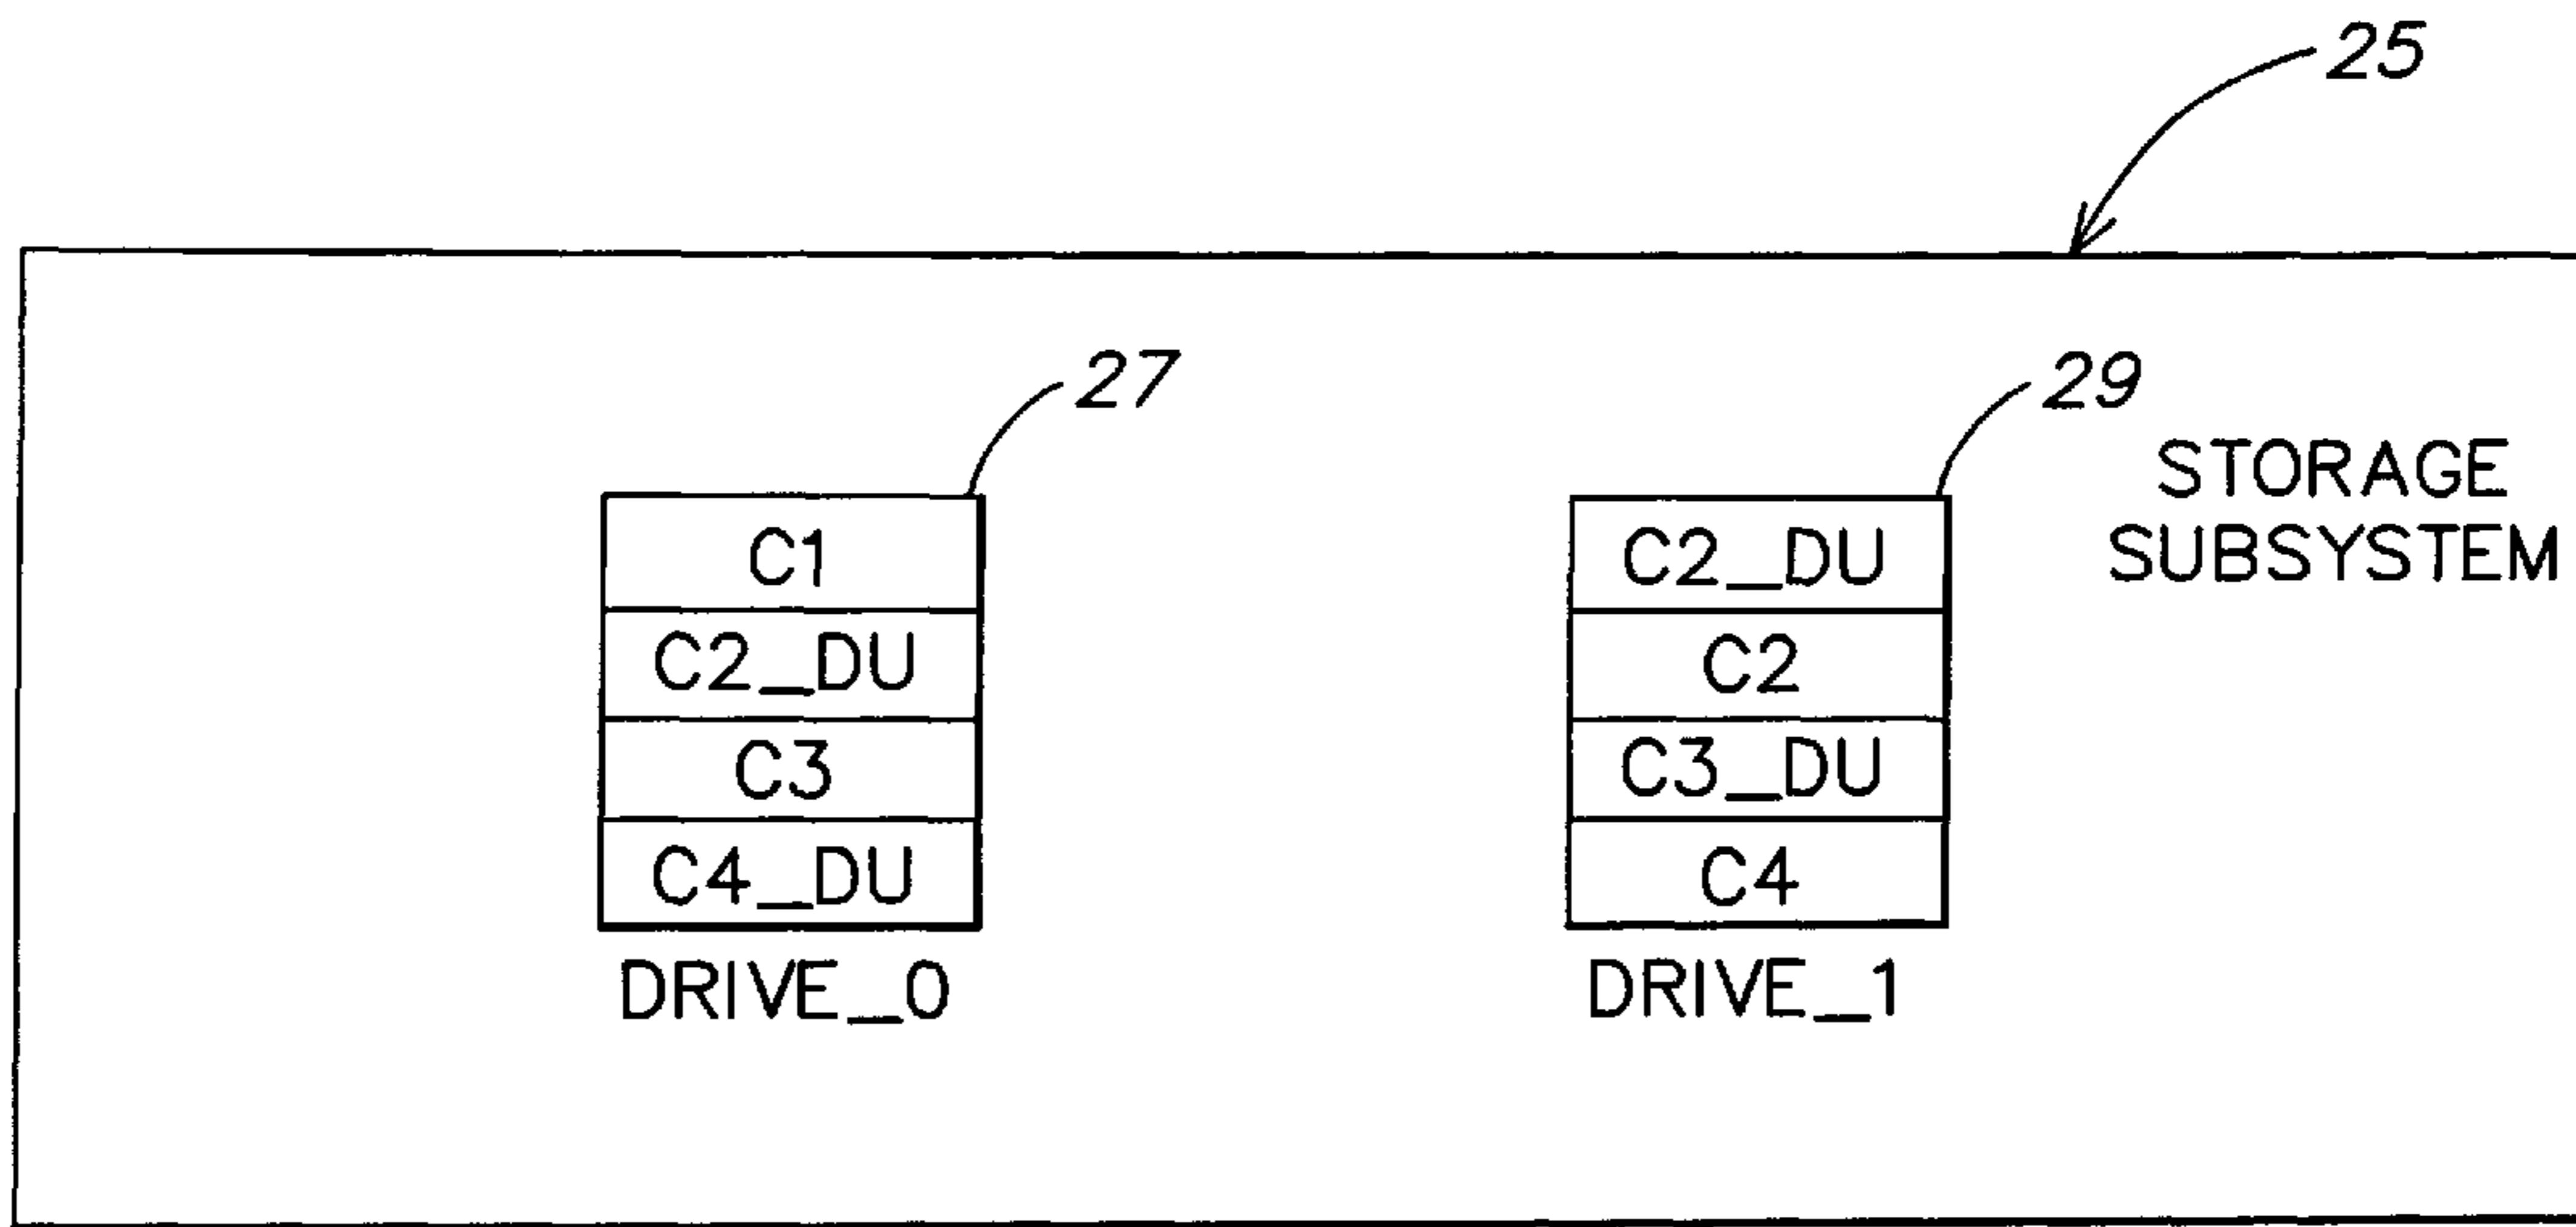 25
27
29
STORAGE
SUBSYSTEM
C1
C2_DU
C3
C4_DU
DRIVE_0
C2_DU
C2
C3_DU
C4
DRIVE_1